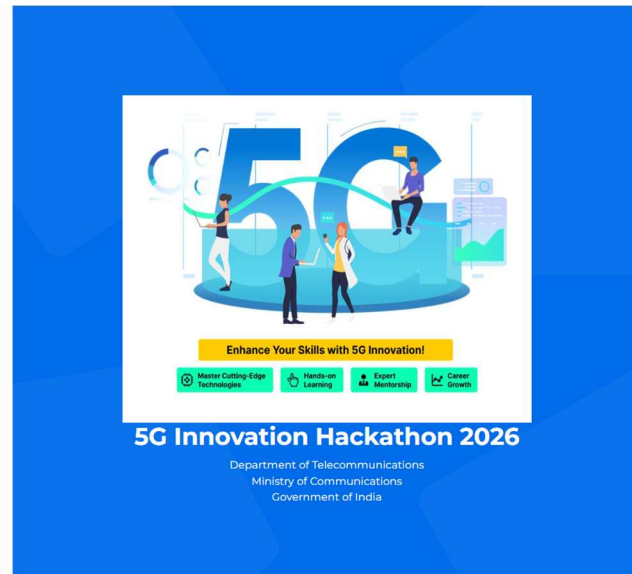 5G
Enhance Your Skills with 5G Innovation!
Master Cutting-Edge
Technologies
Hands-on
Learning
Expert
Mentorship
Career
Growth
5G Innovation Hackathon 2026
Department of Telecommunications
Ministry of Communications
Government of India